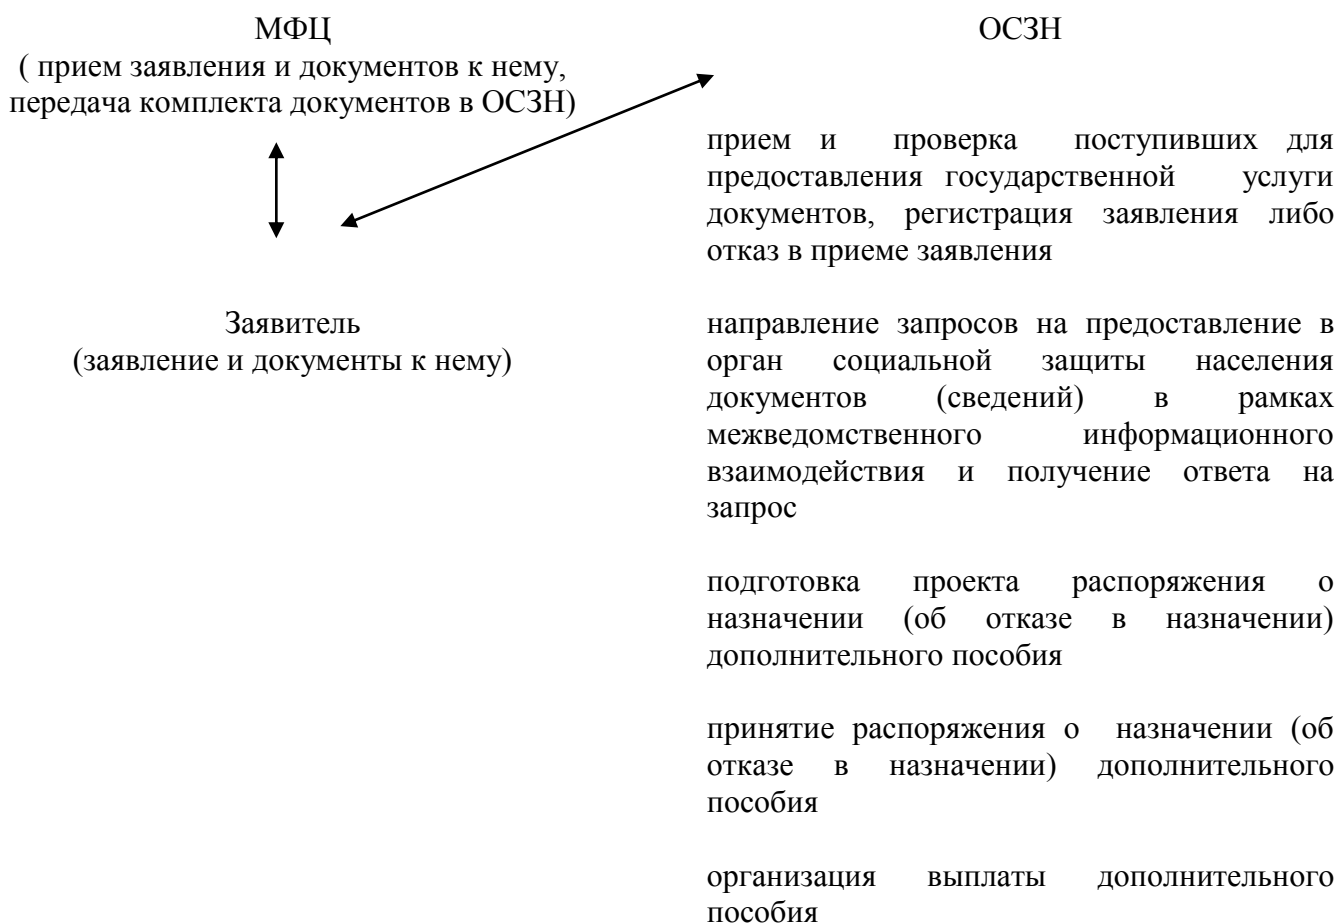 МФЦ
( прием заявления и документов к нему,
передача комплекта документов в ОСЗН)
Заявитель
(заявление и документы к нему)
ОСЗН
прием и проверка поступивших для
предоставления государственной услуги
документов, регистрация заявления либо
отказ в приеме заявления
направление запросов на предоставление в
орган социальной защиты населения
документов (сведений) в рамках
межведомственного информационного
взаимодействия и получение ответа на
запрос
подготовка проекта распоряжения о
назначении (об отказе в назначении)
дополнительного пособия
принятие распоряжения о назначении (об
отказе в назначении) дополнительного
пособия
организация выплаты дополнительного
пособия